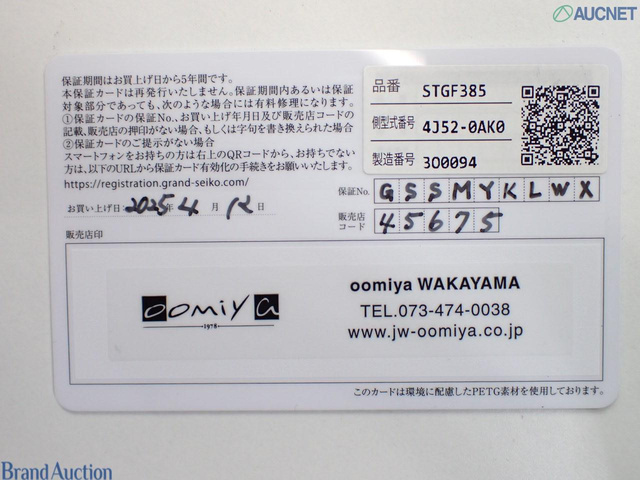 AUCNET
保証期間はお買上げ日から5年間です。
本保証カードは再発行いたしません。保証期間内あるいは保証
対象部分であっても、次のような場合には有料修理になります。
①保証カードの保証No.、お買い上げ年月日及び販売店コードの
記載、販売店の押印がない場合、もしくは字句を書き換えられた場合
②保証カードのご提示がない場合
スマートフォンをお持ちの方は右上のQRコードから、お持ちでない
方は、以下のURLから保証カード有効化の手続きをお願いいたします。
https://registration.grand-seiko.com/
品番 STGF385
側型式番号 4J52-0AK0
製造番号 300094
保証No. GSSMYKLWX
お買い上げ日: 2025年 4月 12日
販売店コード 45675
販売店印
oomiya
1978
oomiya WAKAYAMA
TEL.073-474-0038
www.jw-oomiya.co.jp
このカードは環境に配慮したPETG素材を使用しております。
Brand Auction